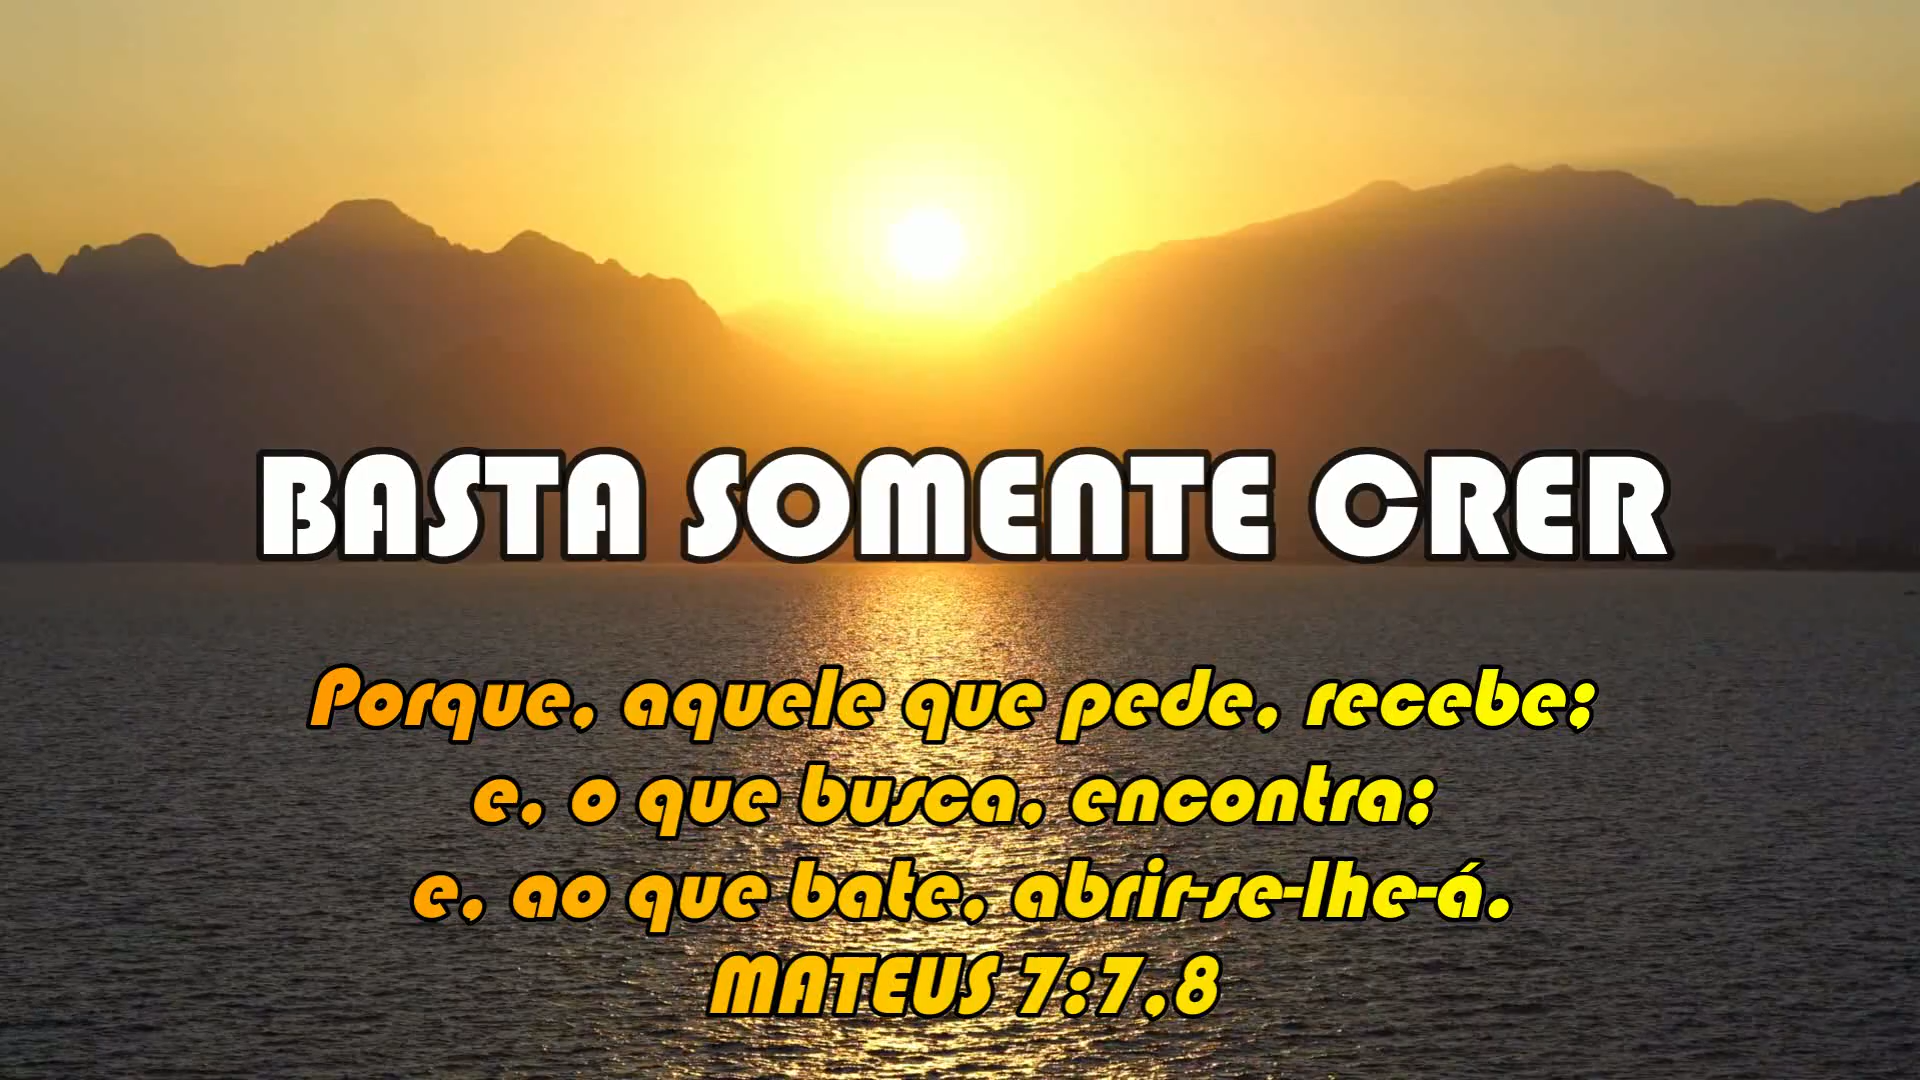 BASTA SOMENTE CRER
Porque, aquele que pede, recebe;
e, o que busca, encontra;
e, ao que bate, abrir-se-lhe-á.
MATEUS 7:7,8